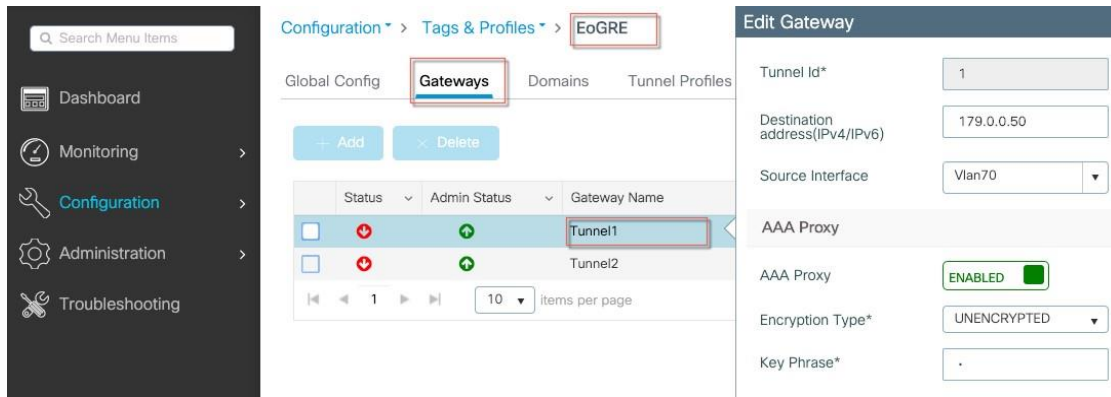 Search Menu Items
Dashboard
Monitoring
Configuration
Administration
Troubleshooting
Configuration > Tags & Profiles > EoGRE
Global Config Gateways Domains Tunnel Profiles
+ Add × Delete
Status Admin Status Gateway Name
Tunnel1
Tunnel2
1 10 items per page
Edit Gateway
Tunnel Id* 1
Destination address(IPv4/IPv6) 179.0.0.50
Source Interface Vlan70
AAA Proxy
AAA Proxy ENABLED
Encryption Type* UNENCRYPTED
Key Phrase* ·